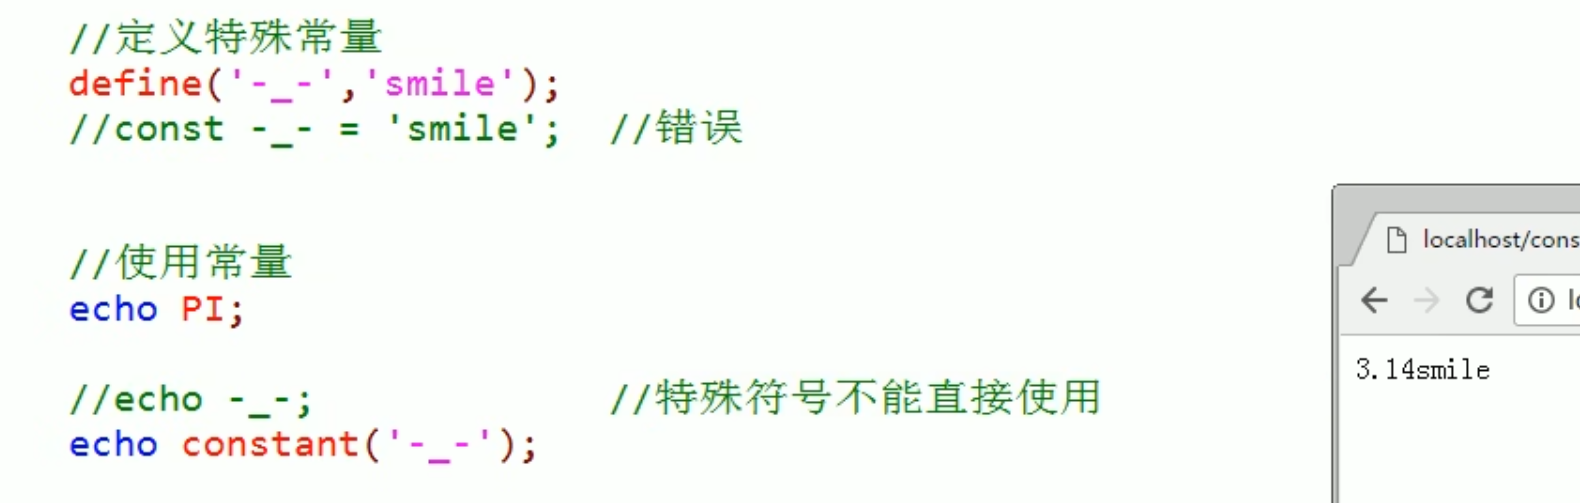 //定义特殊常量
define('-_-','smile');
//const -_- = 'smile'; //错误
//使用常量
echo PI;
//echo -_-; //特殊符号不能直接使用
echo constant('-_-');
localhost/cons
3.14smile